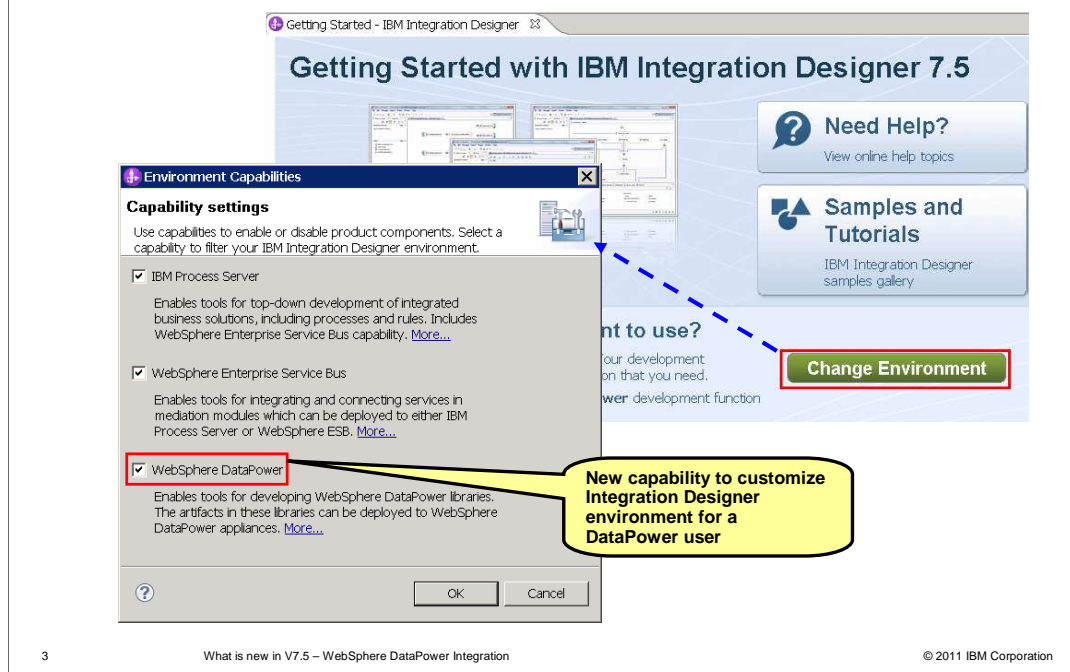 Getting Started - IBM Integration Designer
Getting Started with IBM Integration Designer 7.5
Need Help?
View online help topics
Samples and
Tutorials
IBM Integration Designer
samples gallery
nt to use?
our development
on that you need.
wer development function
Change Environment
Environment Capabilities
Capability settings
Use capabilities to enable or disable product components. Select a
capability to filter your IBM Integration Designer environment.
IBM Process Server
Enables tools for top-down development of integrated
business solutions, including processes and rules. Includes
WebSphere Enterprise Service Bus capability. More...
WebSphere Enterprise Service Bus
Enables tools for integrating and connecting services in
mediation modules which can be deployed to either IBM
Process Server or WebSphere ESB. More...
WebSphere DataPower
Enables tools for developing WebSphere DataPower libraries.
The artifacts in these libraries can be deployed to WebSphere
DataPower appliances. More...
New capability to customize
Integration Designer
environment for a
DataPower user
OK
Cancel
3
What is new in V7.5 – WebSphere DataPower Integration
© 2011 IBM Corporation